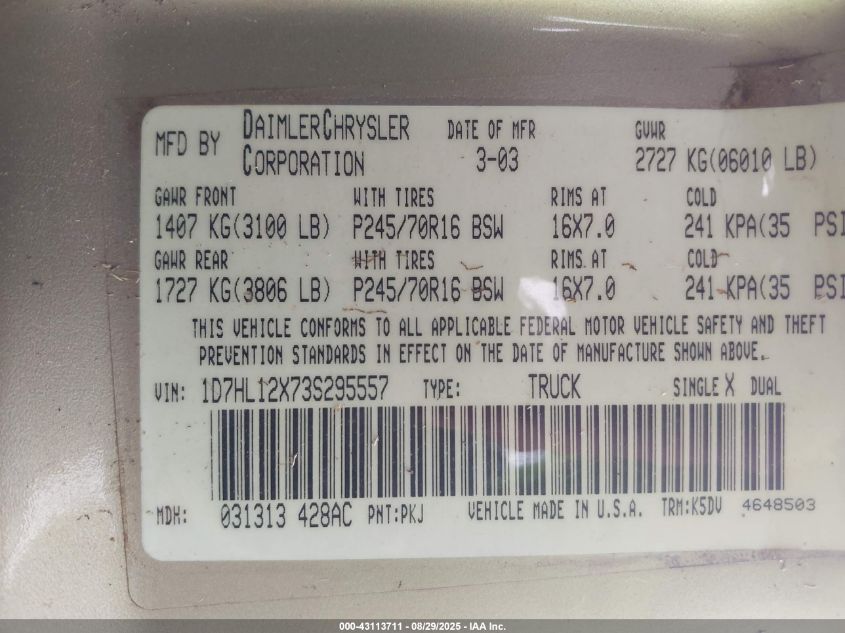 MFD BY DAIMLERCHRYSLER CORPORATION DATE OF MFR 3-03 GVWR 2727 KG(06010 LB)
GAWR FRONT WITH TIRES RIMS AT COLD
1407 KG(3100 LB) P245/70R16 BSW 16X7.0 241 KPA(35 PSI
GAWR REAR WITH TIRES RIMS AT COLD
1727 KG(3806 LB) P245/70R16 BSW 16X7.0 241 KPA(35 PSI
THIS VEHICLE CONFORMS TO ALL APPLICABLE FEDERAL MOTOR VEHICLE SAFETY AND THEFT
PREVENTION STANDARDS IN EFFECT ON THE DATE OF MANUFACTURE SHOWN ABOVE.
VIN: 1D7HL12X73S295557 TYPE: TRUCK SINGLE X DUAL
MDH: 031313 428AC PNT:PKJ VEHICLE MADE IN U.S.A. TRM:K5DV 4648503
000-43113711 - 08/29/2025 - IAA Inc.